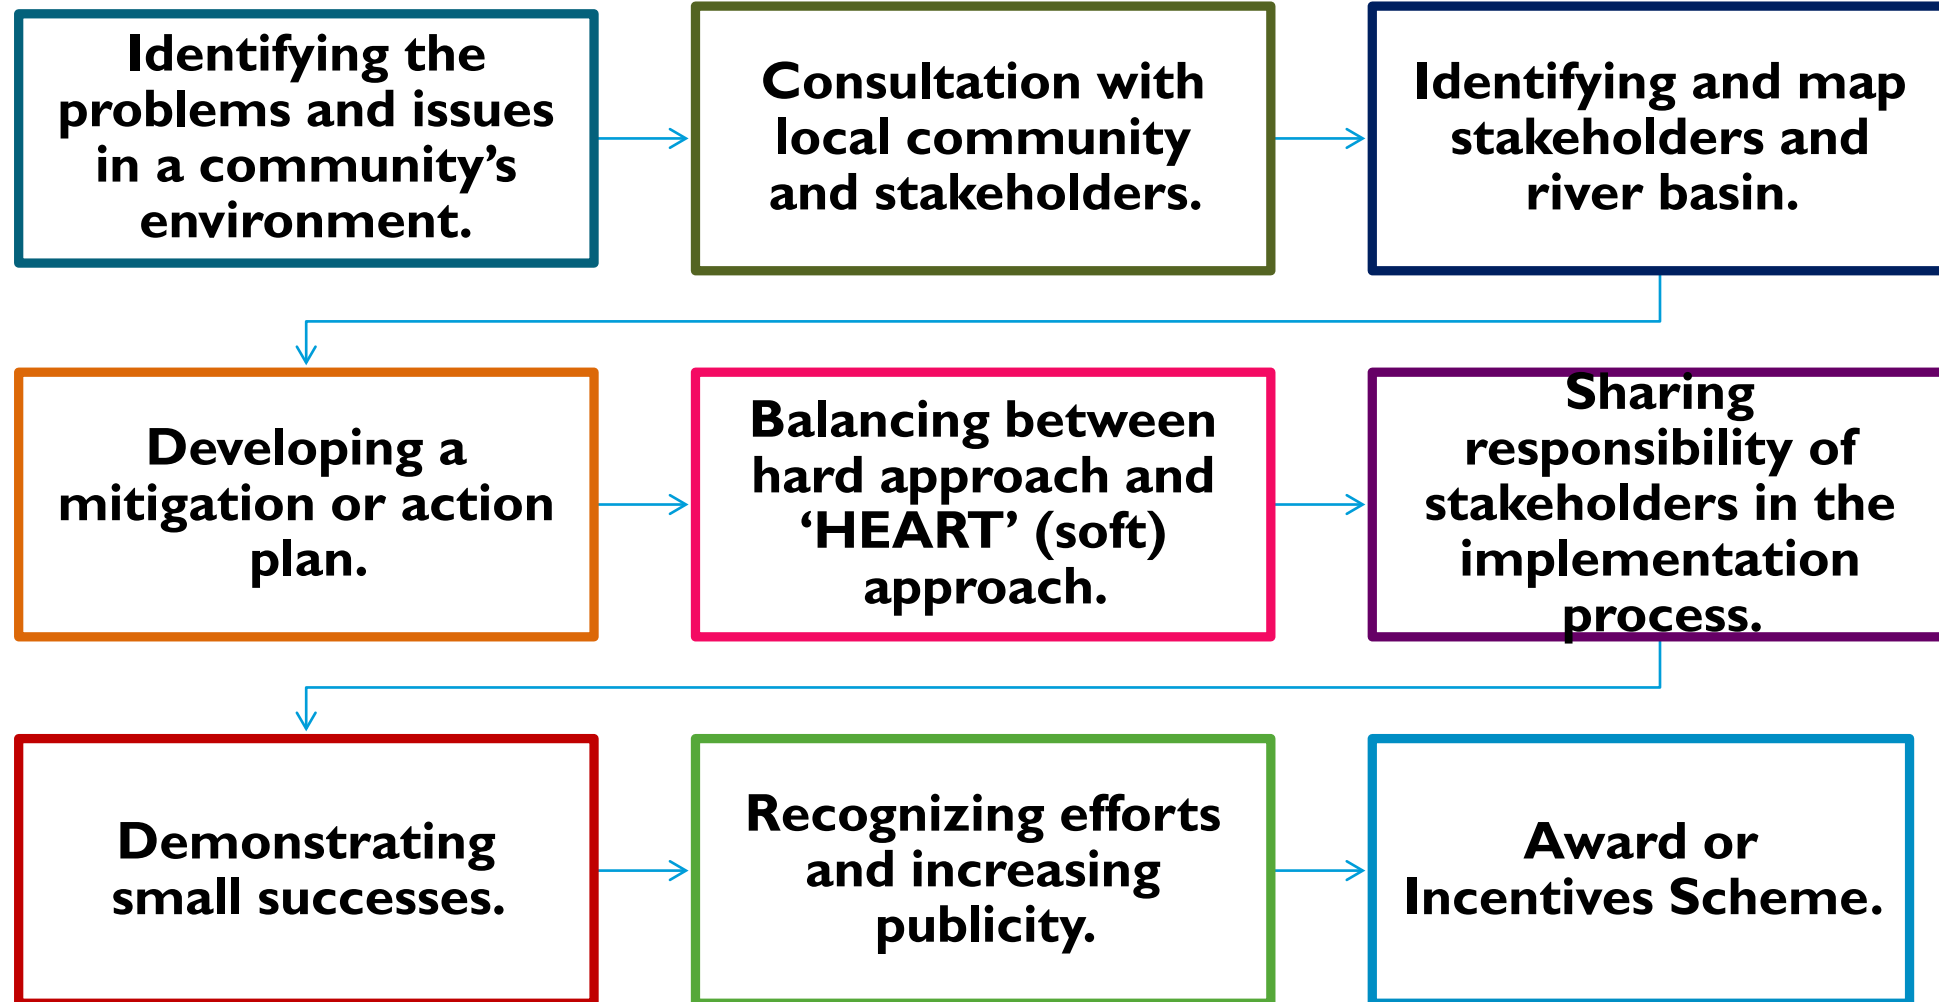 Identifying the
problems and issues
in a community’s
environment.
Consultation with
local community
and stakeholders.
Identifying and map
stakeholders and
river basin.
Developing a
mitigation or action
plan.
Balancing between
hard approach and
‘HEART’ (soft)
approach.
Sharing
responsibility of
stakeholders in the
implementation
process.
Demonstrating
small successes.
Recognizing efforts
and increasing
publicity.
Award or
Incentives Scheme.